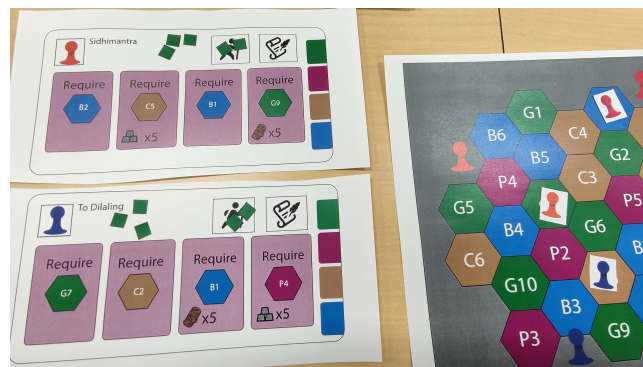 Sidhimantra
Require
B2
Require
C5
x5
Require
B1
Require
G9
x5
To Dilaling
Require
G7
Require
C2
Require
B1
x5
Require
P4
x5
G1
B6
C4
B5
G2
P4
C3
P5
G5
G6
B4
P2
C6
G10
B3
P3
G9